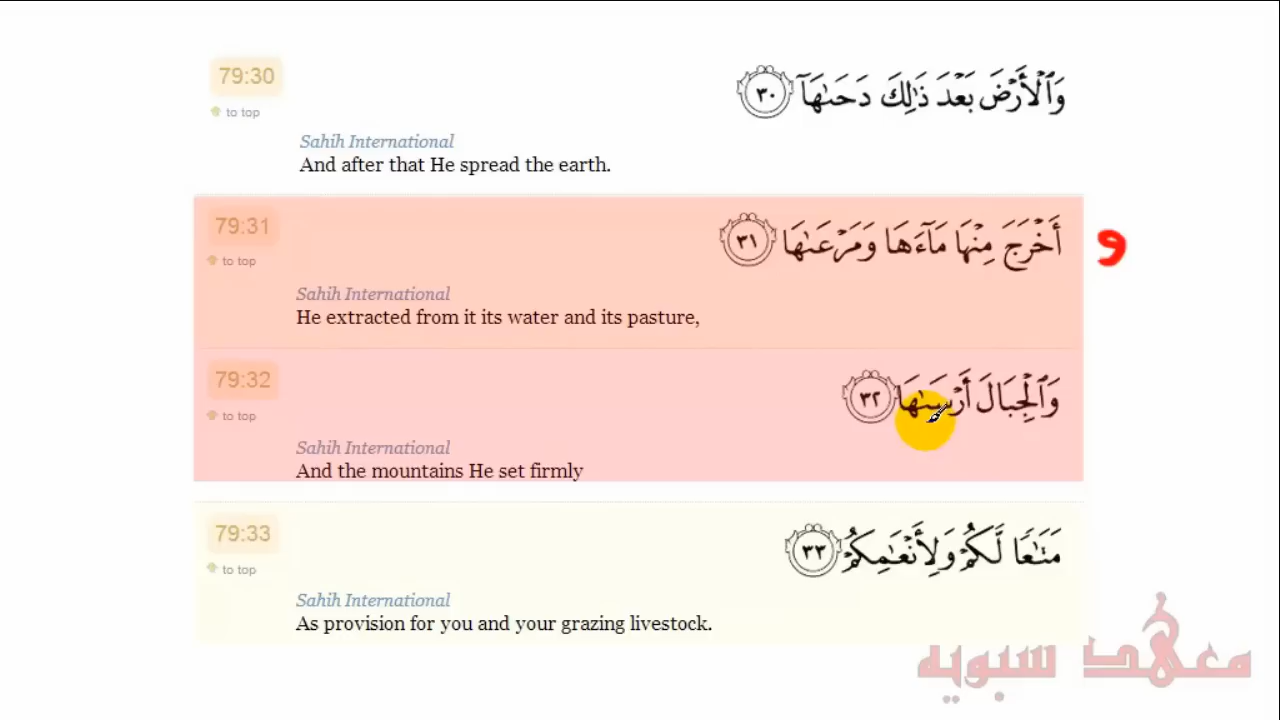 79:30
وَٱلْأَرْضَ بَعْدَ ذَٰلِكَ دَحَىٰهَآ ٣٠
to top
Sahih International
And after that He spread the earth.
79:31
أَخْرَجَ مِنْهَا مَآءَهَا وَمَرْعَىٰهَا ٣١
و
to top
Sahih International
He extracted from it its water and its pasture,
79:32
وَٱلْجِبَالَ أَرْسَىٰهَا ٣٢
to top
Sahih International
And the mountains He set firmly
79:33
مَتَـٰعًا لَّكُمْ وَلِأَنْعَـٰمِكُمْ ٣٣
to top
Sahih International
As provision for you and your grazing livestock.
معهد سيبويه